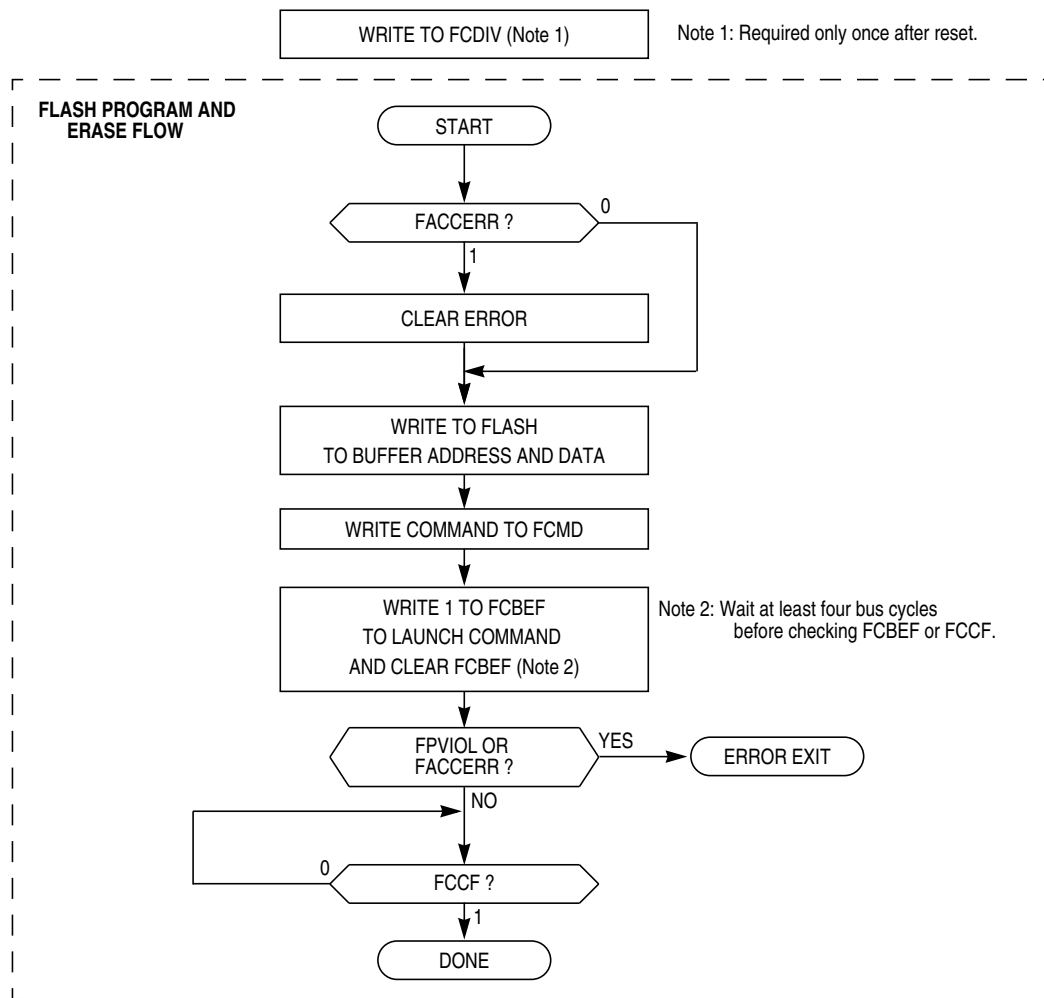 WRITE TO FCDIV (Note 1)
Note 1: Required only once after reset.
FLASH PROGRAM AND
ERASE FLOW
START
FACCERR ?
0
1
CLEAR ERROR
WRITE TO FLASH
TO BUFFER ADDRESS AND DATA
WRITE COMMAND TO FCMD
WRITE 1 TO FCBEF
TO LAUNCH COMMAND
AND CLEAR FCBEF (Note 2)
Note 2: Wait at least four bus cycles
before checking FCBEF or FCCF.
FPVIOL OR
FACCERR ?
YES
ERROR EXIT
NO
0
FCCF ?
1
DONE